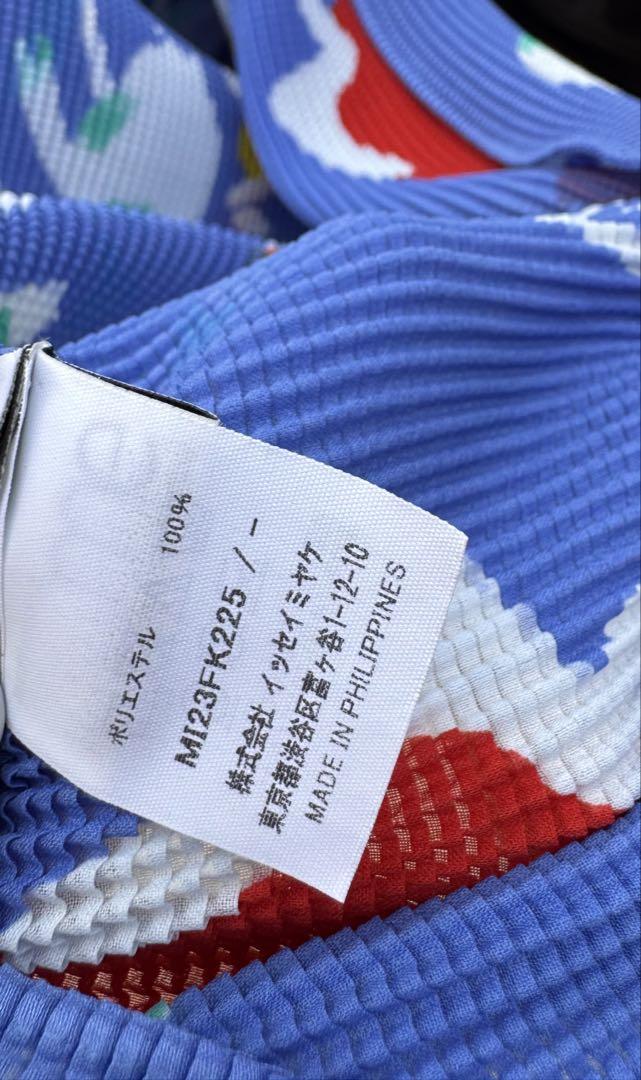 ポリエステル 100%
MI23FK225 / -
株式会社 イッセイミヤケ
東京都渋谷区富ヶ谷1-12-10
MADE IN PHILIPPINES